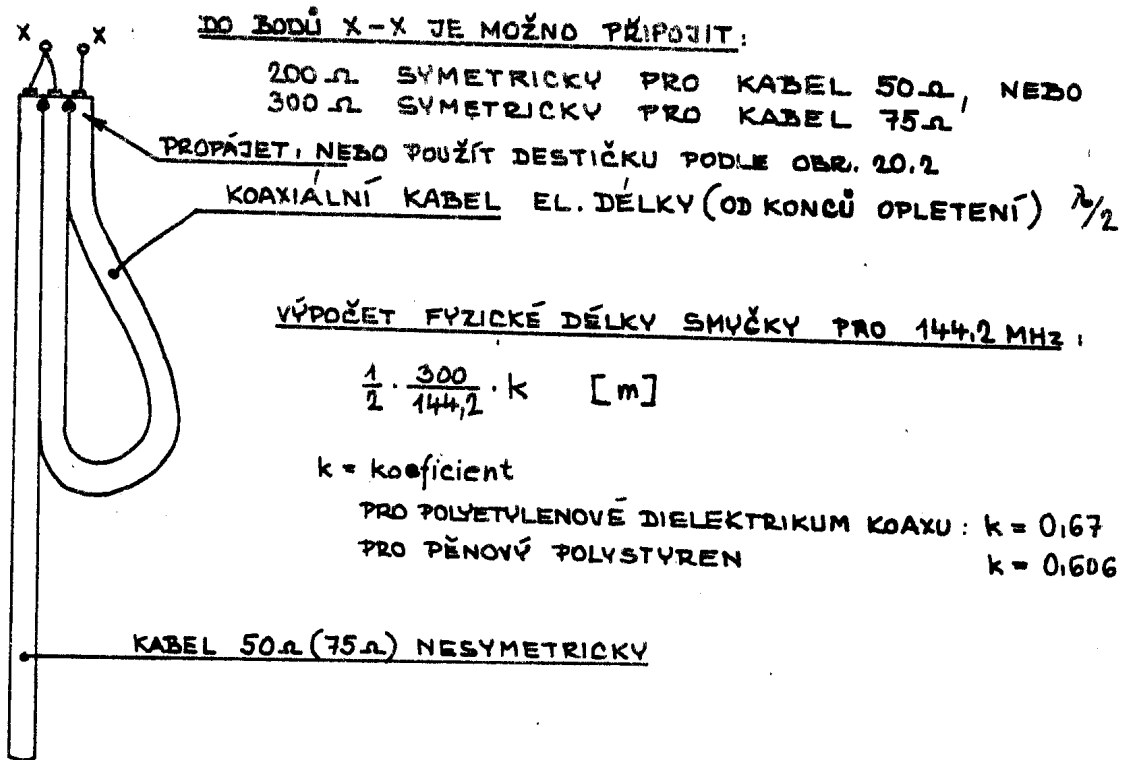 X X
DO BODŮ X-X JE MOŽNO PŘIPOJIT:
200 Ω SYMETRICKY PRO KABEL 50 Ω, NEBO
300 Ω SYMETRICKY PRO KABEL 75 Ω
PROPÁJET, NEBO POUŽÍT DESTIČKU PODLE OBR. 20.2
KOAXIÁLNÍ KABEL EL. DÉLKY (OD KONCŮ OPLETENÍ) λ/2
VÝPOČET FYZICKÉ DÉLKY SMYČKY PRO 144,2 MHz:
1/2 · 300/144,2 · k [m]
k = koeficient
PRO POLYETYLENOVÉ DIELEKTRIKUM KOAXU: k = 0,67
PRO PĚNOVÝ POLYSTYREN k = 0,606
KABEL 50 Ω (75 Ω) NESYMETRICKY